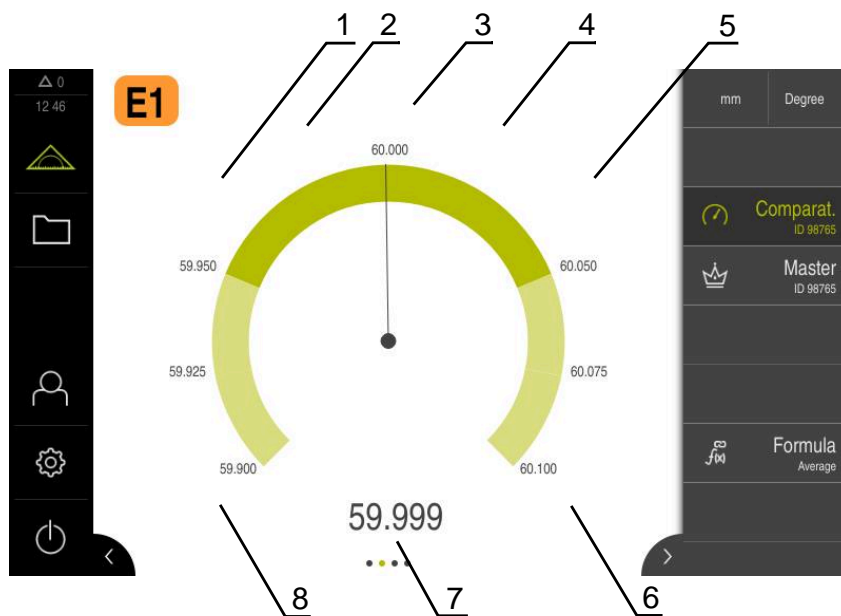 1 2 3 4 5
0
12 46
E1
mm Degree
60.000
Comparat.
ID 98765
59.950 60.050
Master
ID 98765
59.925 60.075
59.900 60.100
f(x) Formula
Average
59.999
8 7 6